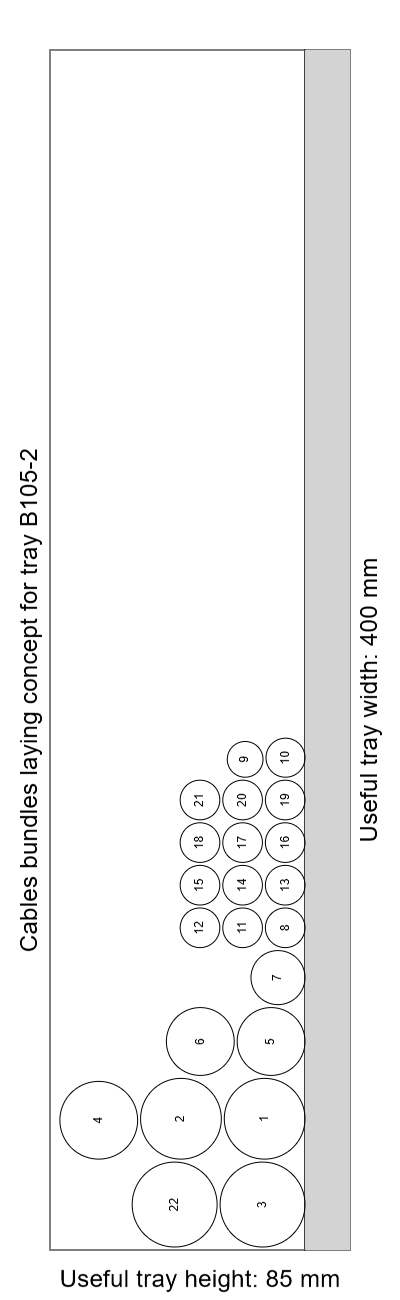 Cables bundles laying concept for tray B105-2
9 10
21 20 19
18 17 16
15 14 13
12 11 8
7
6 5
4 2 1
22 3
Useful tray width: 400 mm
Useful tray height: 85 mm